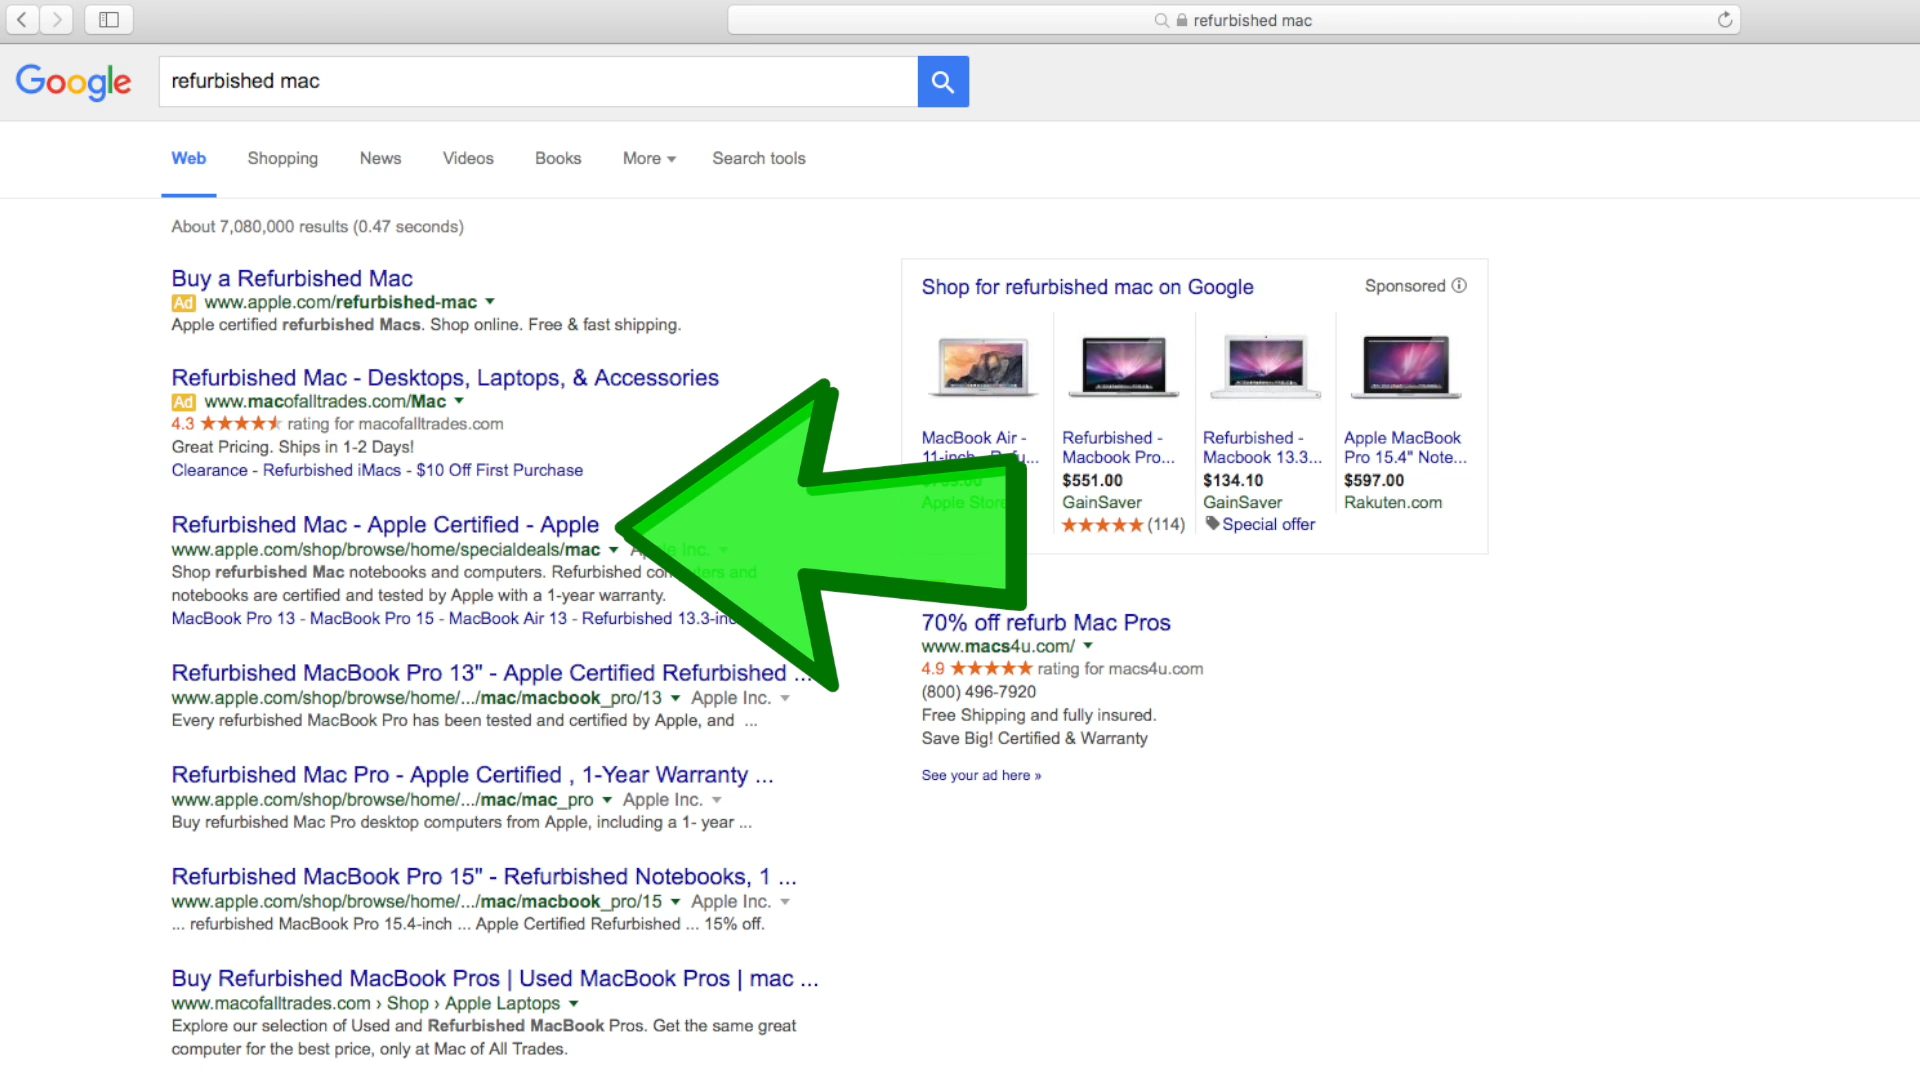 refurbished mac
Google
refurbished mac
Web Shopping News Videos Books More Search tools
About 7,080,000 results (0.47 seconds)
Buy a Refurbished Mac
Ad www.apple.com/refurbished-mac
Apple certified refurbished Macs. Shop online. Free & fast shipping.
Refurbished Mac - Desktops, Laptops, & Accessories
Ad www.macofalltrades.com/Mac
4.3 ★★★★★ rating for macofalltrades.com
Great Pricing. Ships in 1-2 Days!
Clearance - Refurbished iMacs - $10 Off First Purchase
Refurbished Mac - Apple Certified - Apple
www.apple.com/shop/browse/home/specialdeals/mac Apple Inc.
Shop refurbished Mac notebooks and computers. Refurbished computers and
notebooks are certified and tested by Apple with a 1-year warranty.
MacBook Pro 13 - MacBook Pro 15 - MacBook Air 13 - Refurbished 13.3-inc
Refurbished MacBook Pro 13" - Apple Certified Refurbished ...
www.apple.com/shop/browse/home/.../mac/macbook_pro/13 Apple Inc.
Every refurbished MacBook Pro has been tested and certified by Apple, and ...
Refurbished Mac Pro - Apple Certified , 1-Year Warranty ...
www.apple.com/shop/browse/home/.../mac/mac_pro Apple Inc.
Buy refurbished Mac Pro desktop computers from Apple, including a 1- year ...
Refurbished MacBook Pro 15" - Refurbished Notebooks, 1 ...
www.apple.com/shop/browse/home/.../mac/macbook_pro/15 Apple Inc.
... refurbished MacBook Pro 15.4-inch ... Apple Certified Refurbished ... 15% off.
Buy Refurbished MacBook Pros | Used MacBook Pros | mac ...
www.macofalltrades.com › Shop › Apple Laptops
Explore our selection of Used and Refurbished MacBook Pros. Get the same great
computer for the best price, only at Mac of All Trades.
Shop for refurbished mac on Google
Sponsored
MacBook Air -
11-inch - Refu...
Apple Store
Refurbished -
Macbook Pro...
$551.00
GainSaver
★★★★★ (114)
Refurbished -
Macbook 13.3...
$134.10
GainSaver
Special offer
Apple MacBook
Pro 15.4" Note...
$597.00
Rakuten.com
70% off refurb Mac Pros
www.macs4u.com/
4.9 ★★★★★ rating for macs4u.com
(800) 496-7920
Free Shipping and fully insured.
Save Big! Certified & Warranty
See your ad here »